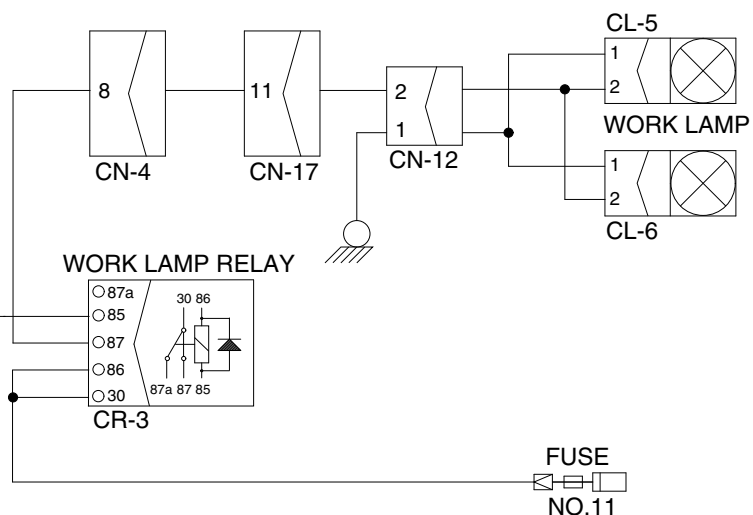 CL-5
1
2
WORK LAMP
1
2
CL-6
8
CN-4
11
CN-17
2
1
CN-12
WORK LAMP RELAY
87a
85
87
86
30
30 86
87a 87 85
CR-3
FUSE
NO.11